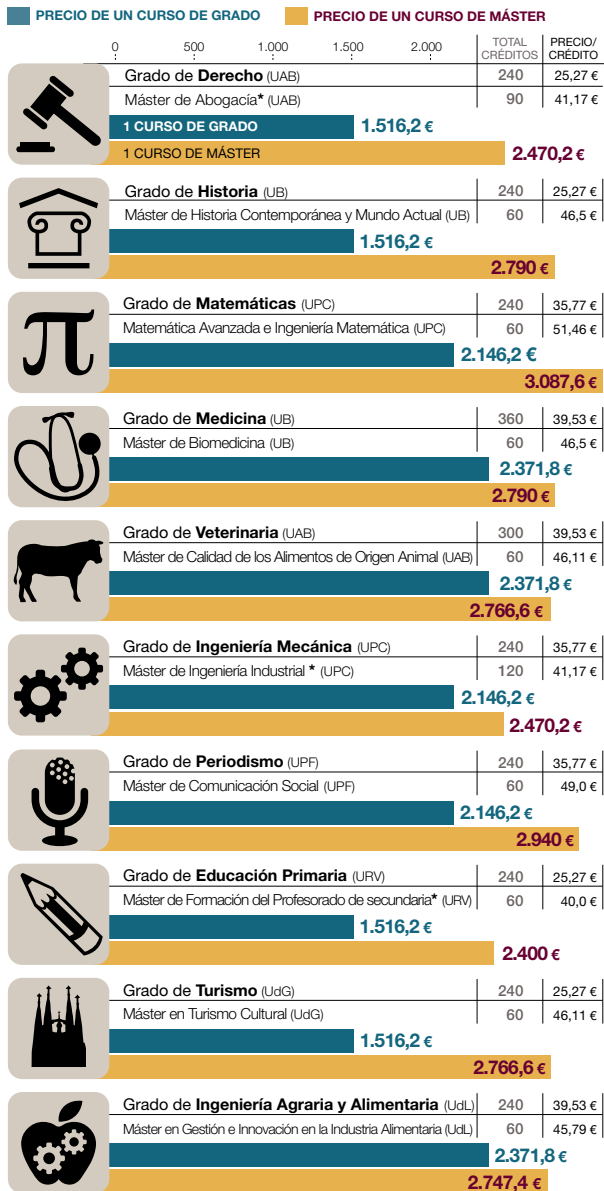 PRECIO DE UN CURSO DE GRADO PRECIO DE UN CURSO DE MÁSTER
0 500 1.000 1.500 2.000 TOTAL CRÉDITOS PRECIO/CRÉDITO
Grado de Derecho (UAB) 240 25,27 €
Máster de Abogacía* (UAB) 90 41,17 €
1 CURSO DE GRADO 1.516,2 €
1 CURSO DE MÁSTER 2.470,2 €
Grado de Historia (UB) 240 25,27 €
Máster de Historia Contemporánea y Mundo Actual (UB) 60 46,5 €
1.516,2 €
2.790 €
π
Grado de Matemáticas (UPC) 240 35,77 €
Matemática Avanzada e Ingeniería Matemática (UPC) 60 51,46 €
2.146,2 €
3.087,6 €
Grado de Medicina (UB) 360 39,53 €
Máster de Biomedicina (UB) 60 46,5 €
2.371,8 €
2.790 €
Grado de Veterinaria (UAB) 300 39,53 €
Máster de Calidad de los Alimentos de Origen Animal (UAB) 60 46,11 €
2.371,8 €
2.766,6 €
Grado de Ingeniería Mecánica (UPC) 240 35,77 €
Máster de Ingeniería Industrial * (UPC) 120 41,17 €
2.146,2 €
2.470,2 €
Grado de Periodismo (UPF) 240 35,77 €
Máster de Comunicación Social (UPF) 60 49,0 €
2.146,2 €
2.940 €
Grado de Educación Primaria (URV) 240 25,27 €
Máster de Formación del Profesorado de secundaria* (URV) 60 40,0 €
1.516,2 €
2.400 €
Grado de Turismo (UdG) 240 25,27 €
Máster en Turismo Cultural (UdG) 60 46,11 €
1.516,2 €
2.766,6 €
Grado de Ingeniería Agraria y Alimentaria (UdL) 240 39,53 €
Máster en Gestión e Innovación en la Industria Alimentaria (UdL) 60 45,79 €
2.371,8 €
2.747,4 €